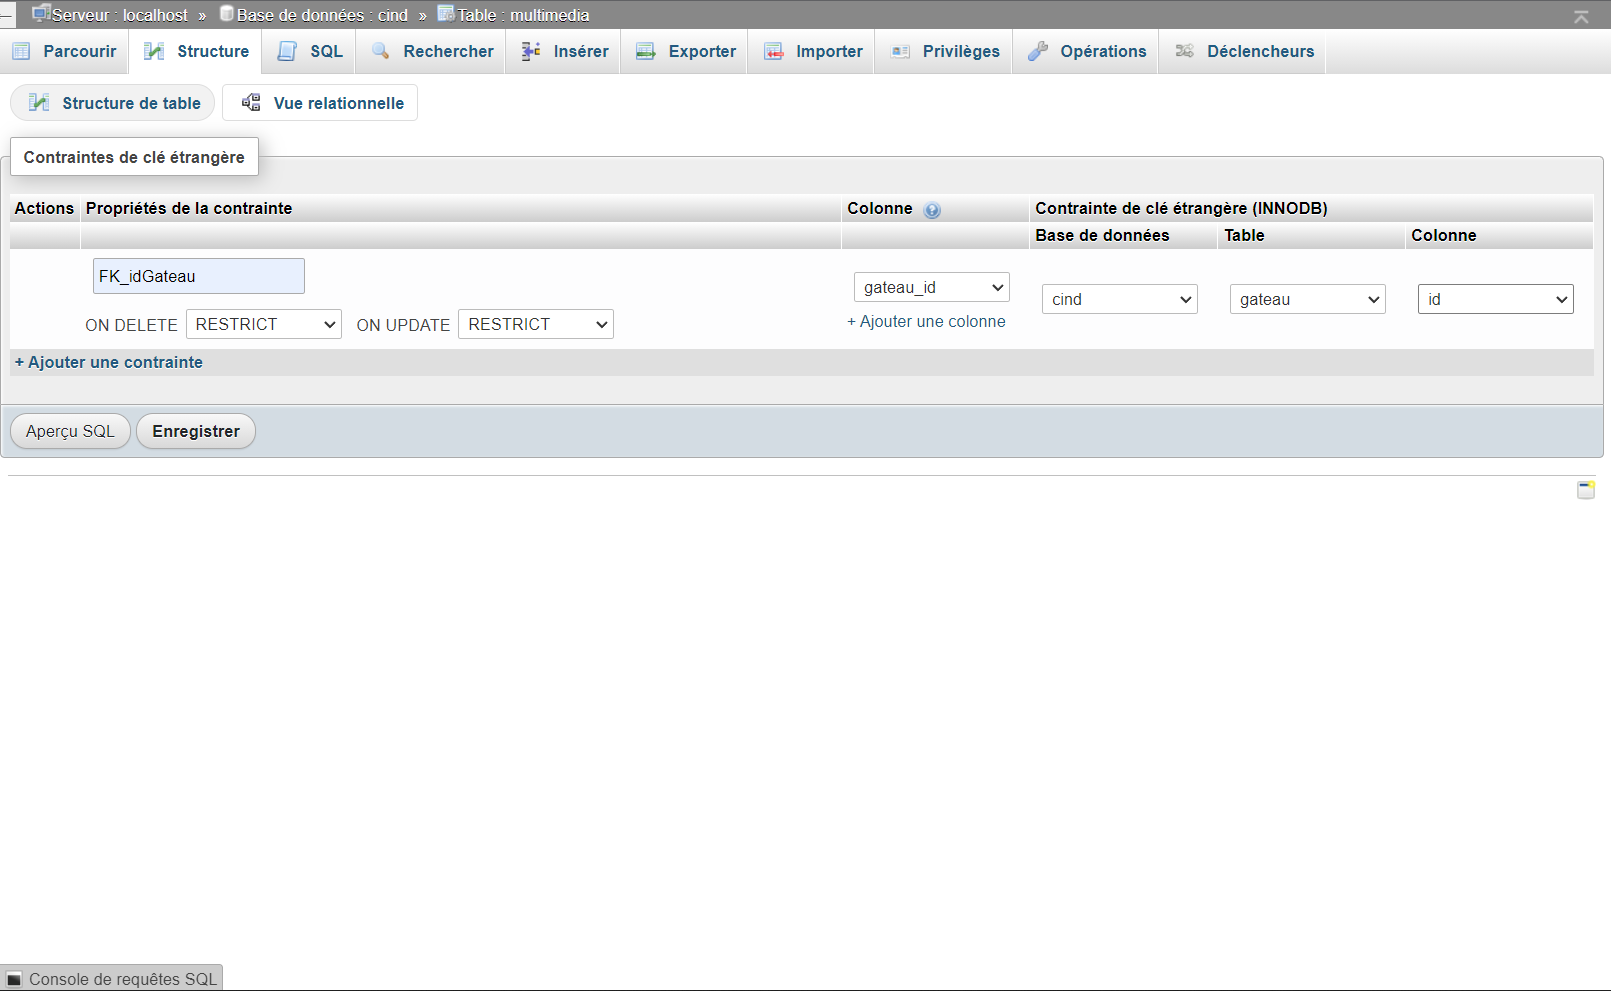 Serveur : localhost » Base de données : cind » Table : multimedia
Parcourir Structure SQL Rechercher Insérer Exporter Importer Privilèges Opérations Déclencheurs
Structure de table Vue relationnelle
Contraintes de clé étrangère
Actions Propriétés de la contrainte Colonne Contrainte de clé étrangère (INNODB)
Base de données Table Colonne
FK_idGateau gateau_id cind gateau id
ON DELETE RESTRICT ON UPDATE RESTRICT + Ajouter une colonne
+ Ajouter une contrainte
Aperçu SQL Enregistrer
Console de requêtes SQL